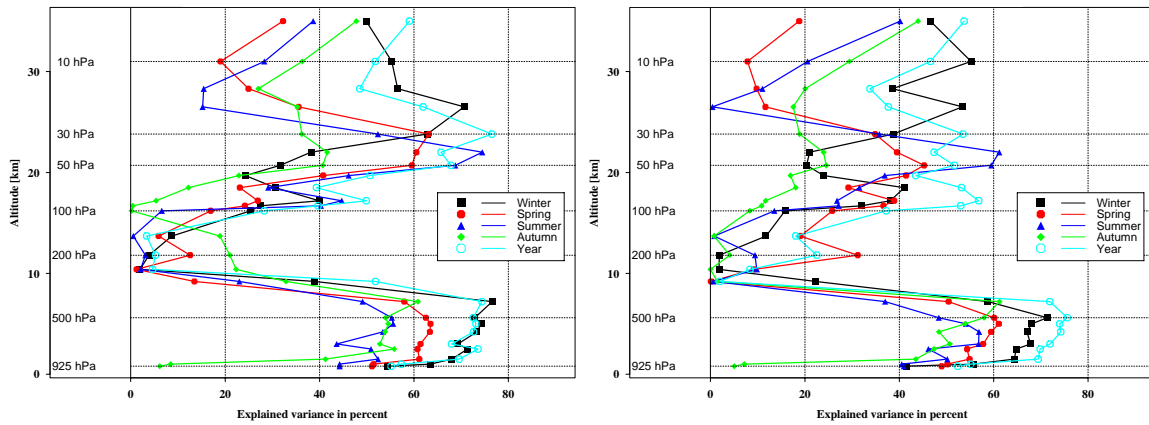 10 hPa
30
30 hPa
50 hPa
20
100 hPa
200 hPa
10
500 hPa
925 hPa
0
Altitude [km]
Winter
Spring
Summer
Autumn
Year
0 20 40 60 80
Explained variance in percent
10 hPa
30
30 hPa
50 hPa
20
100 hPa
200 hPa
10
500 hPa
925 hPa
0
Altitude [km]
Winter
Spring
Summer
Autumn
Year
0 20 40 60 80
Explained variance in percent